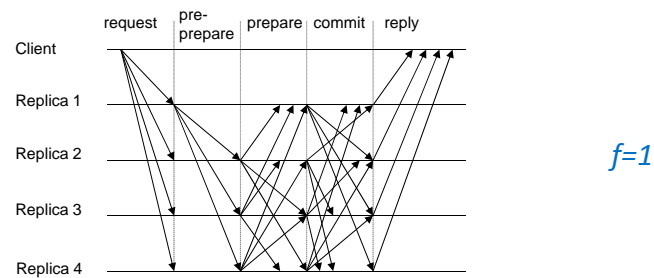 request pre-prepare prepare commit reply
Client
Replica 1
Replica 2
f=1
Replica 3
Replica 4